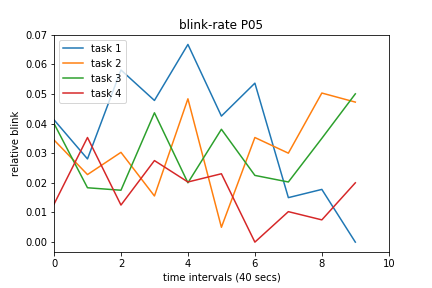 blink-rate P05
0.07
0.06
0.05
0.04
0.03
0.02
0.01
0.00
relative blink
task 1
task 2
task 3
task 4
0 2 4 6 8 10
time intervals (40 secs)